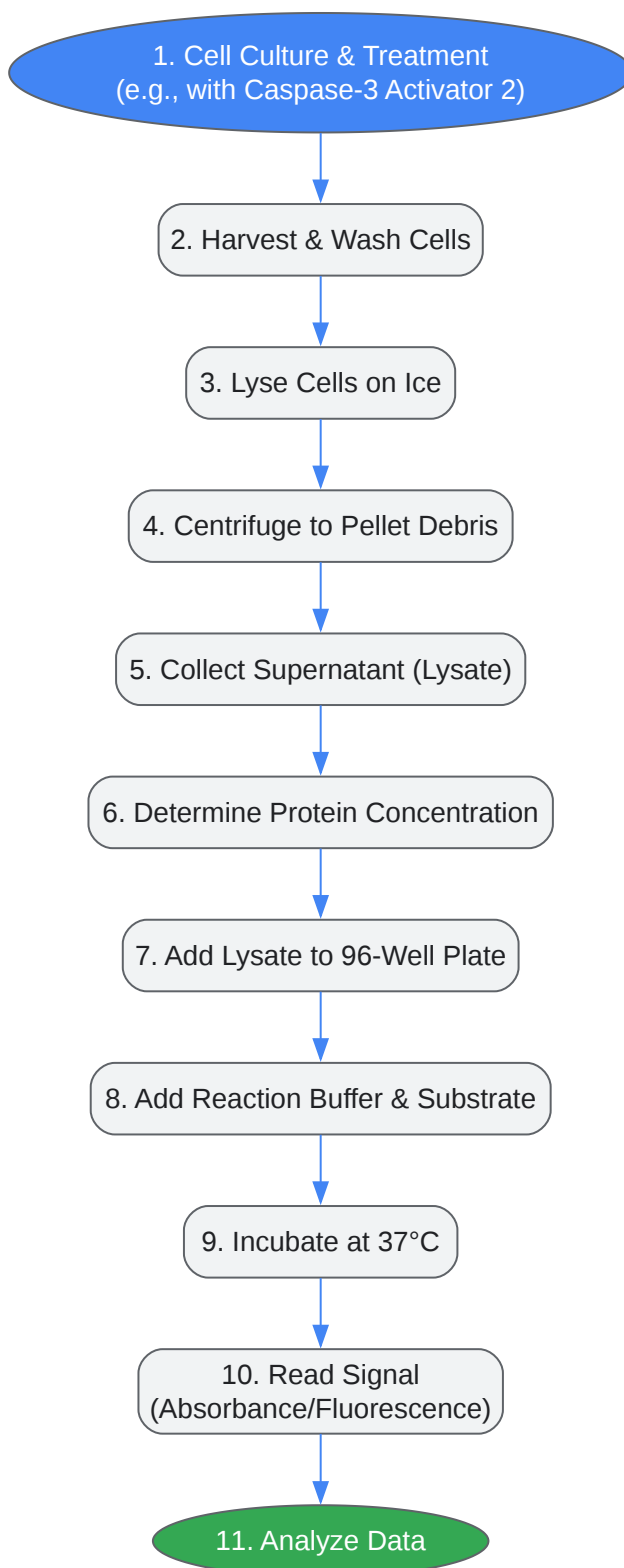 1. Cell Culture & Treatment
(e.g., with Caspase-3 Activator 2)
2. Harvest & Wash Cells
3. Lyse Cells on Ice
4. Centrifuge to Pellet Debris
5. Collect Supernatant (Lysate)
6. Determine Protein Concentration
7. Add Lysate to 96-Well Plate
8. Add Reaction Buffer & Substrate
9. Incubate at 37°C
10. Read Signal
(Absorbance/Fluorescence)
11. Analyze Data